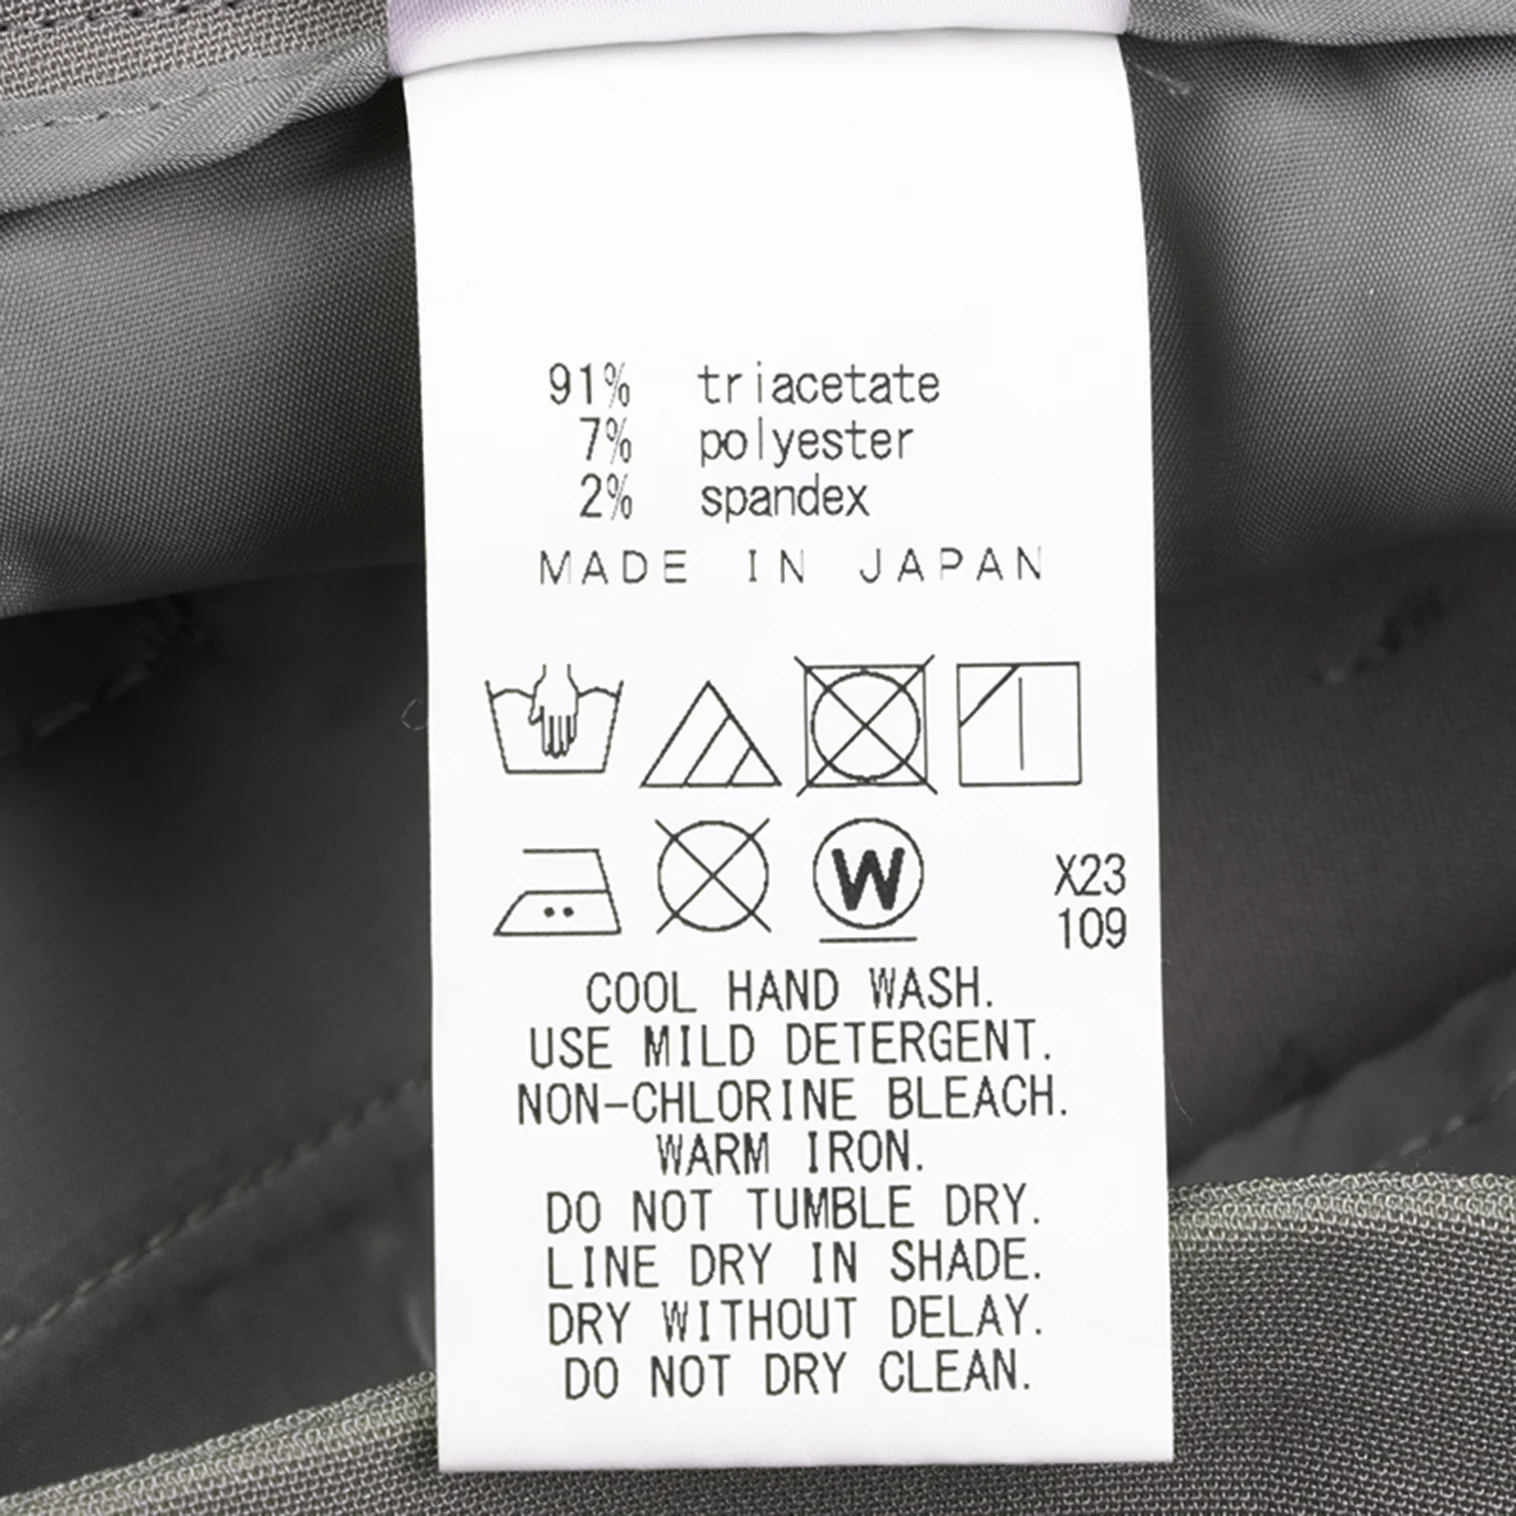 91% triacetate
7% polyester
2% spandex
MADE IN JAPAN
W
X23
109
COOL HAND WASH.
USE MILD DETERGENT.
NON-CHLORINE BLEACH.
WARM IRON.
DO NOT TUMBLE DRY.
LINE DRY IN SHADE.
DRY WITHOUT DELAY.
DO NOT DRY CLEAN.